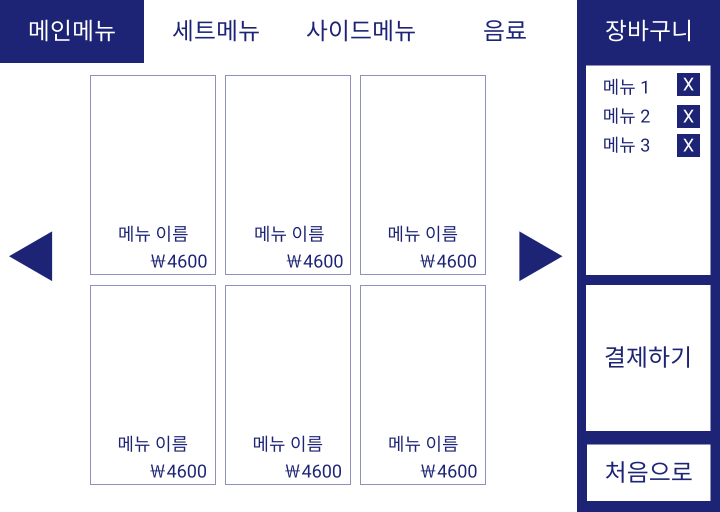 메인메뉴
세트메뉴
사이드메뉴
음료
장바구니
메뉴 1 X
메뉴 2 X
메뉴 3 X
메뉴 이름
₩4600
메뉴 이름
₩4600
메뉴 이름
₩4600
메뉴 이름
₩4600
메뉴 이름
₩4600
메뉴 이름
₩4600
결제하기
처음으로